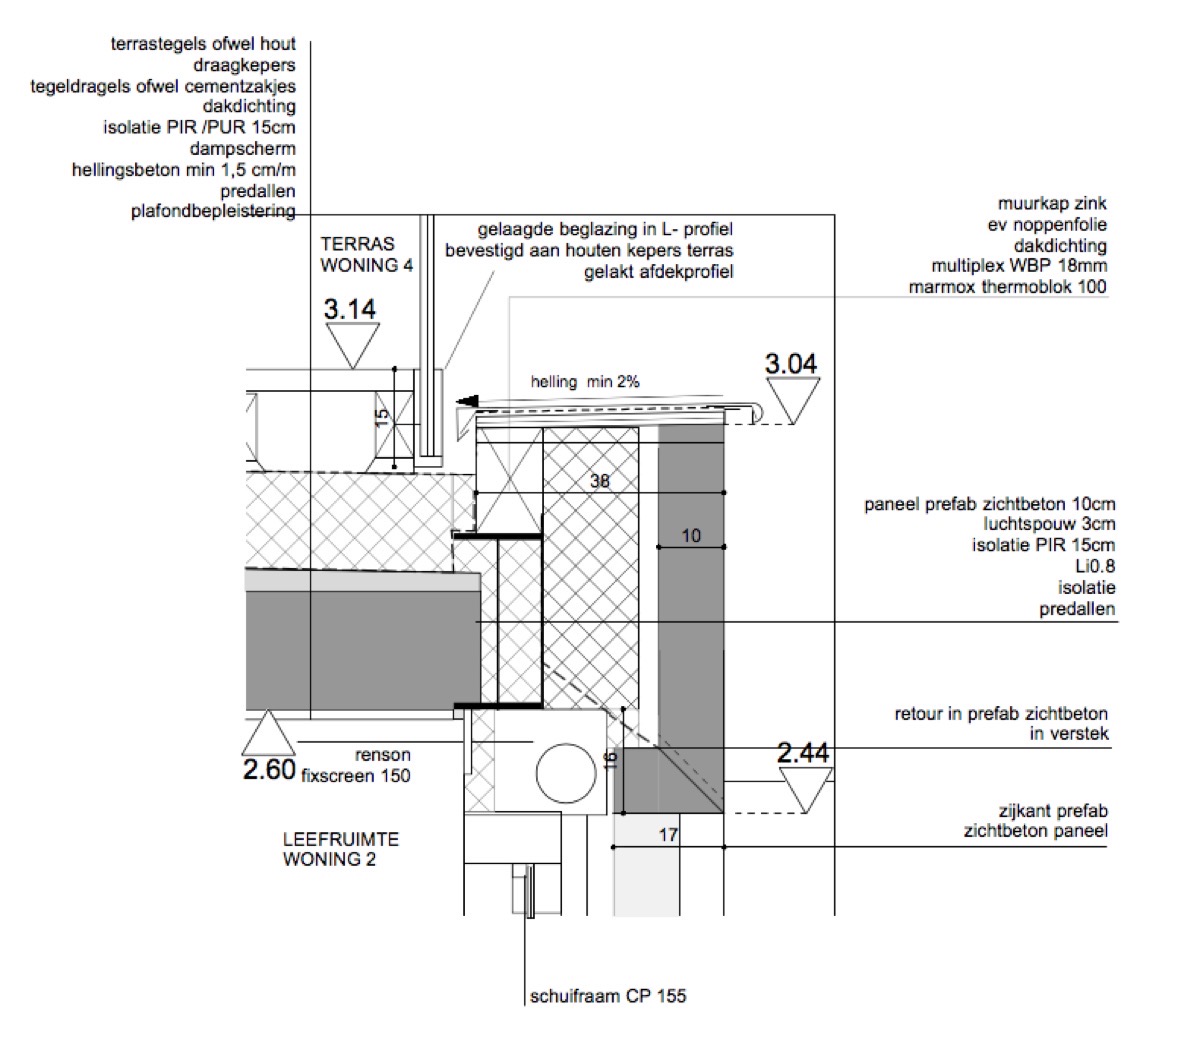 terrastegels ofwel hout
draagkepers
tegeldragels ofwel cementzakjes
dakdichting
isolatie PIR /PUR 15cm
dampscherm
hellingsbeton min 1,5 cm/m
predallen
plafondbepleistering
TERRAS
WONING 4
3.14
gelaagde beglazing in L- profiel
bevestigd aan houten kepers terras
gelakt afdekprofiel
muurkap zink
ev noppenfolie
dakdichting
multiplex WBP 18mm
marmox thermoblok 100
helling min 2%
3.04
15
38
10
paneel prefab zichtbeton 10cm
luchtspouw 3cm
isolatie PIR 15cm
Li0.8
isolatie
predallen
retour in prefab zichtbeton
in verstek
2.44
2.60
renson
fixscreen 150
16
zijkant prefab
zichtbeton paneel
17
LEEFRUIMTE
WONING 2
schuifraam CP 155